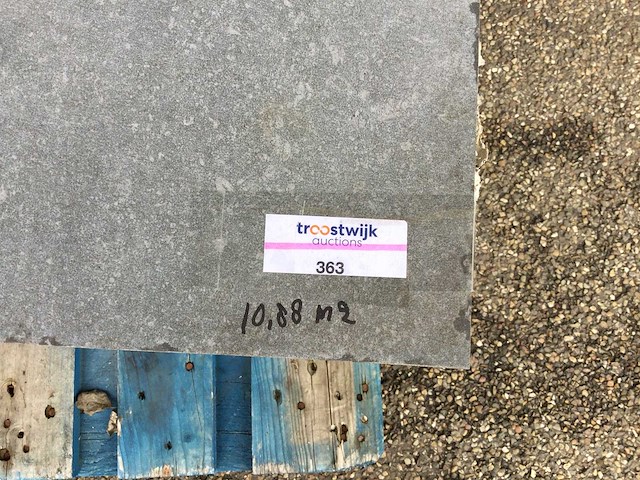 troostwijk
auctions
363
10,88 m2